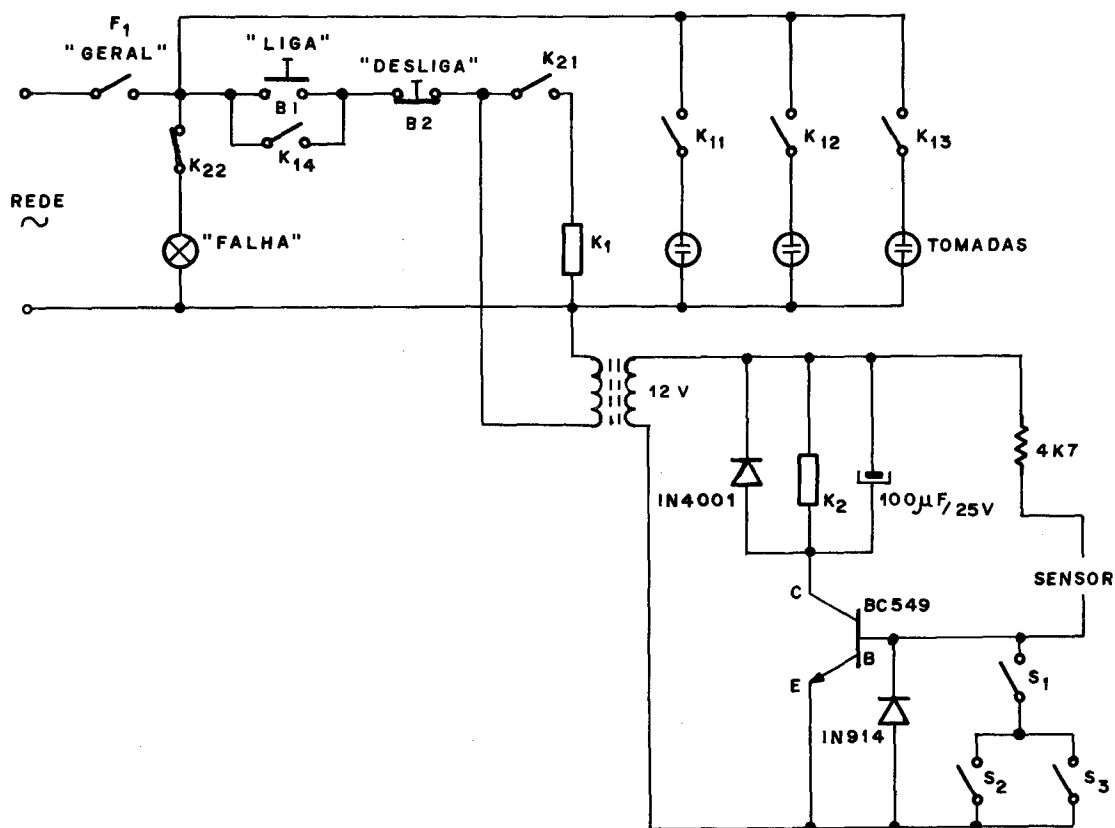 F1
"GERAL"
"LIGA"
B1
K14
"DESLIGA"
B2
K21
K22
K11
K12
K13
REDE
~
"FALHA"
K1
TOMADAS
12 V
4K7
IN4001
K2
100µF/25V
SENSOR
C
BC549
B
E
S1
IN914
S2
S3